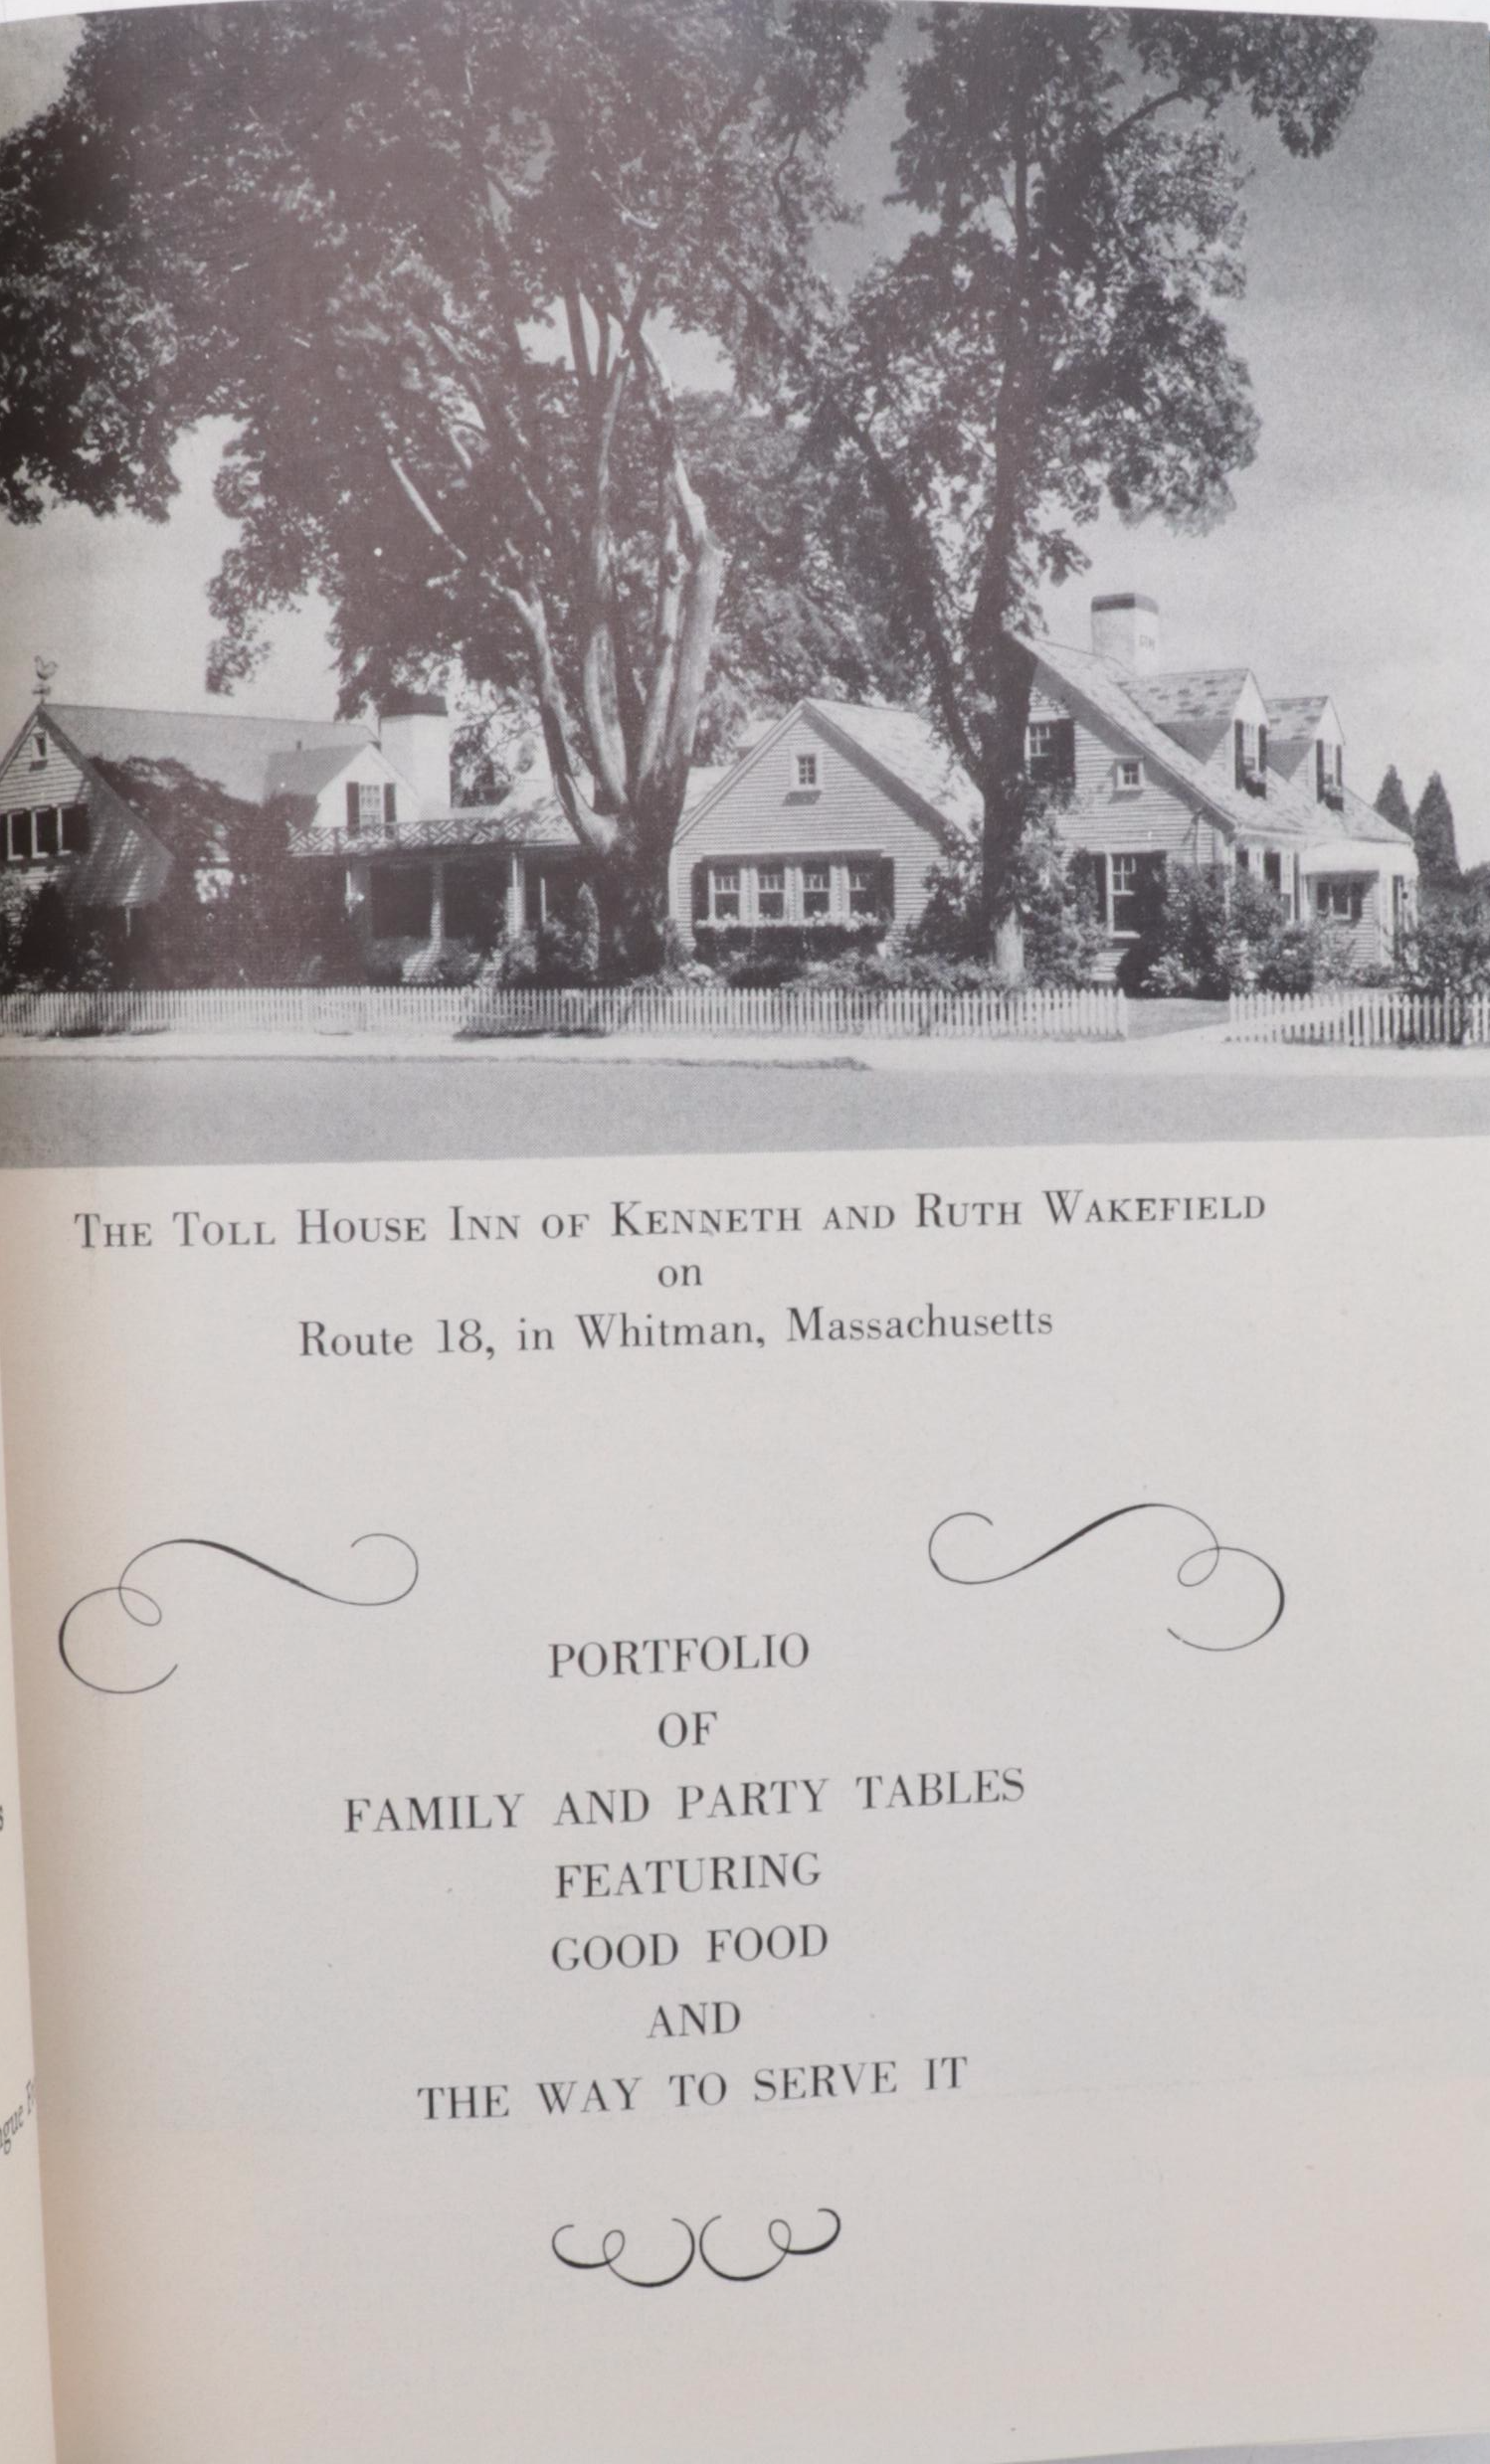 The Toll House Inn of Kenneth and Ruth Wakefield
on
Route 18, in Whitman, Massachusetts
PORTFOLIO
OF
FAMILY AND PARTY TABLES
FEATURING
GOOD FOOD
AND
THE WAY TO SERVE IT